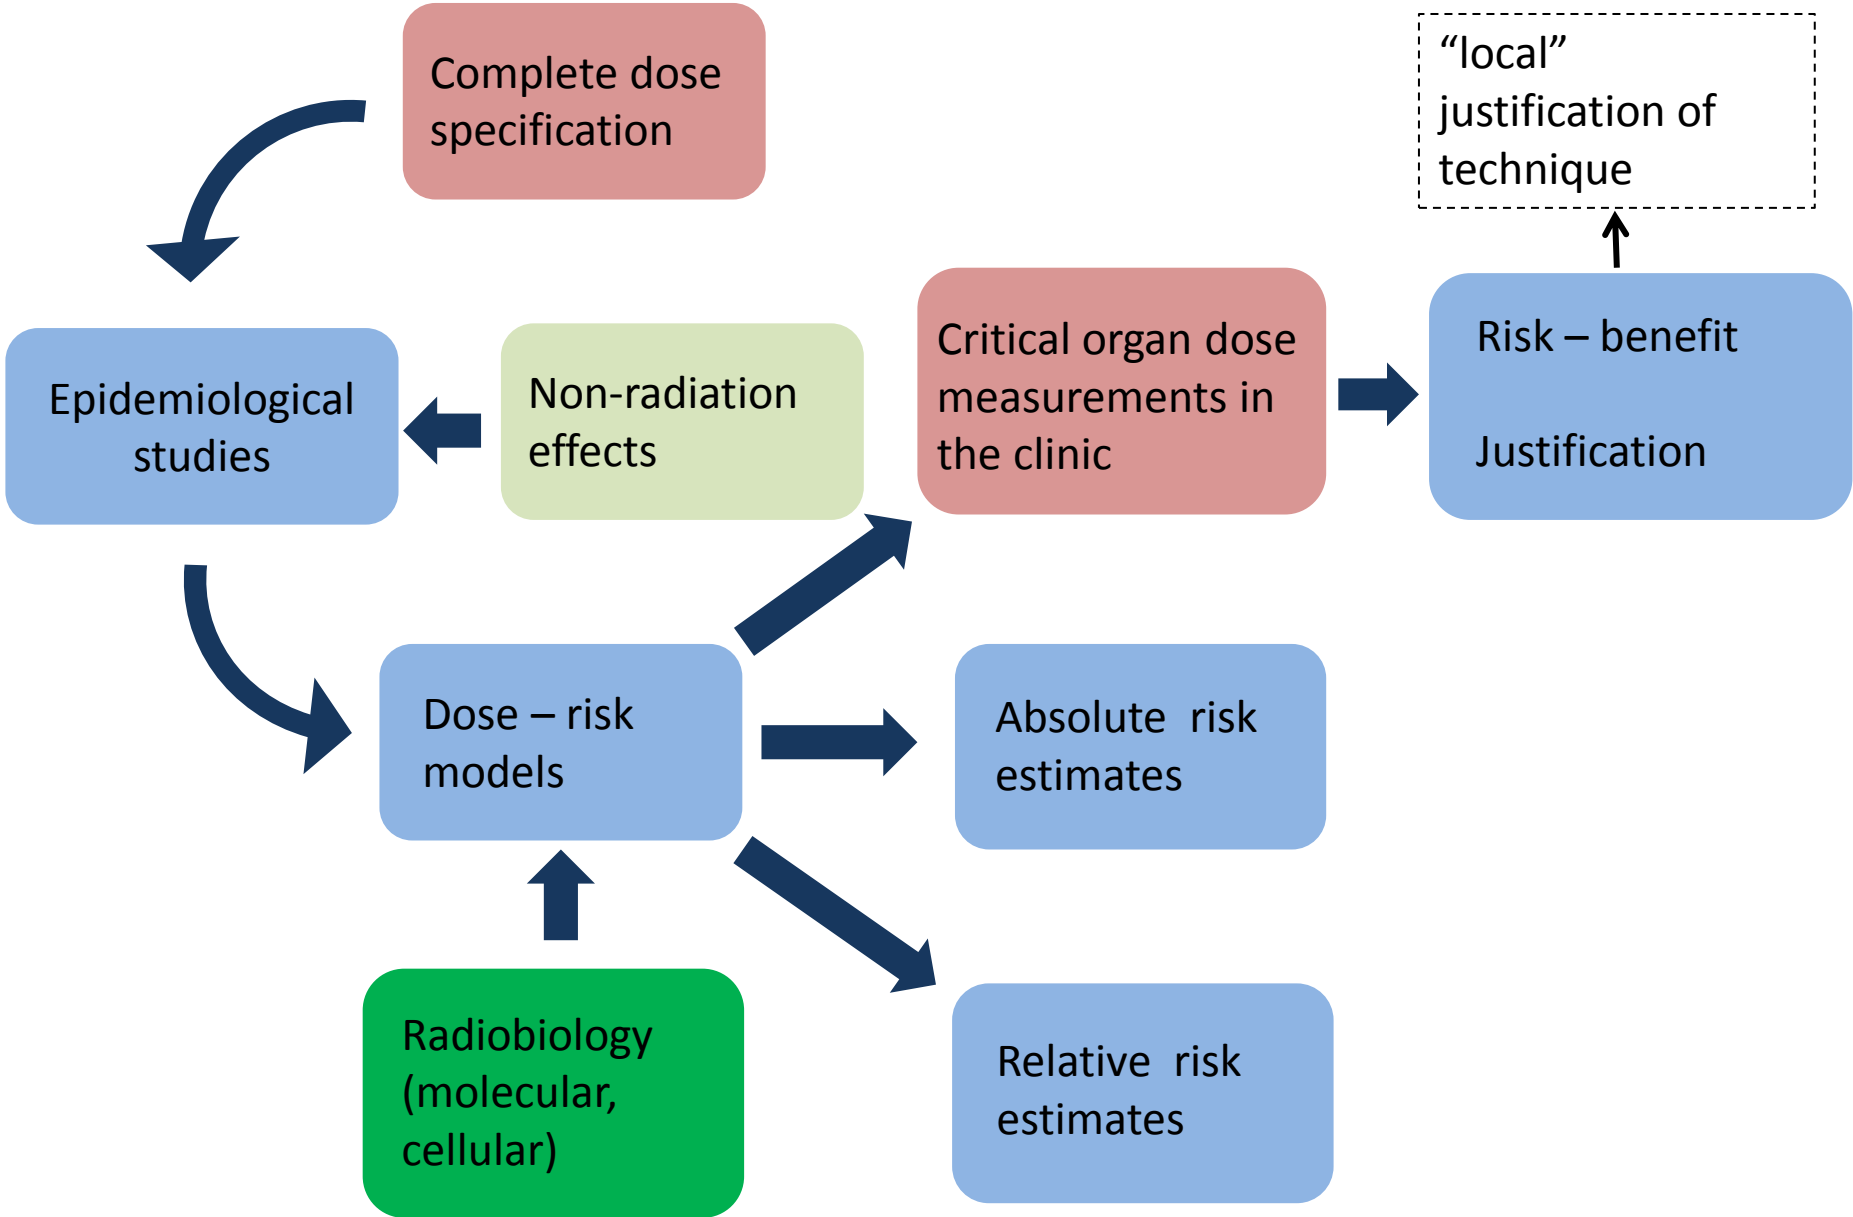 Complete dose
specification
“local”
justification of
technique
Epidemiological
studies
Non-radiation
effects
Critical organ dose
measurements in
the clinic
Risk – benefit
Justification
Dose – risk
models
Absolute  risk
estimates
Radiobiology
(molecular,
cellular)
Relative  risk
estimates